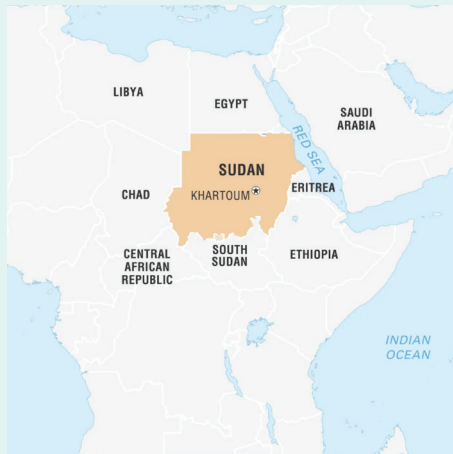 LIBYA
EGYPT
SAUDI
ARABIA
RED SEA
SUDAN
KHARTOUM
CHAD
ERITREA
CENTRAL
AFRICAN
REPUBLIC
SOUTH
SUDAN
ETHIOPIA
INDIAN
OCEAN